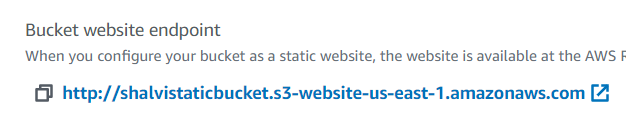 Bucket website endpoint
When you configure your bucket as a static website, the website is available at the AWS
http://shalvistaticbucket.s3-website-us-east-1.amazonaws.com